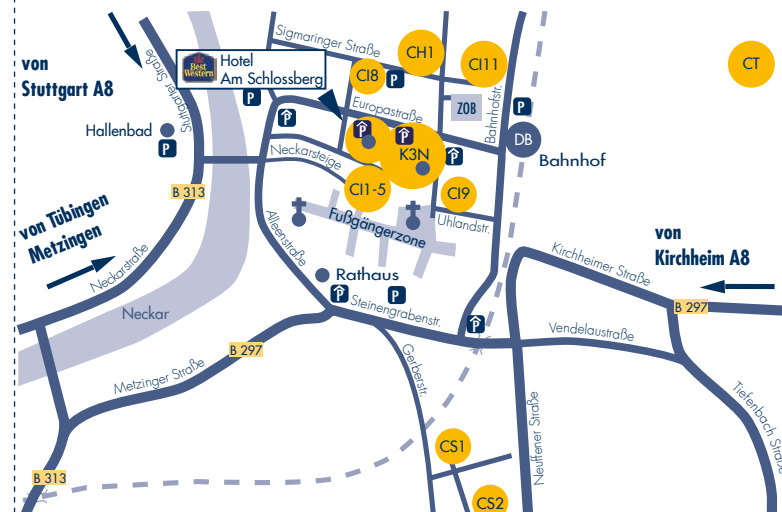 von
Stuttgart A8
Stuttgarter Straße
Best
Western
Hotel
Am Schlossberg
Sigmaringer Straße
CH1
CI11
CI8
P
CT
P
P
Europastraße
ZOB
Bahnhofstr.
P
Hallenbad
P
P
P
K3N
P
DB
Bahnhof
Neckarsteige
CI1-5
CI9
B 313
von Tübingen
Metzingen
Neckarstraße
Alleenstraße
Fußgängerzone
Uhlandstr.
von
Kirchheim A8
Kirchheimer Straße
Rathaus
P
P
Steinengrabenstr.
P
B 297
Neckar
Vendelaustraße
B 297
Metzinger Straße
Gerberstr.
Neuffener Straße
Tiefenbach Straße
CS1
B 313
CS2